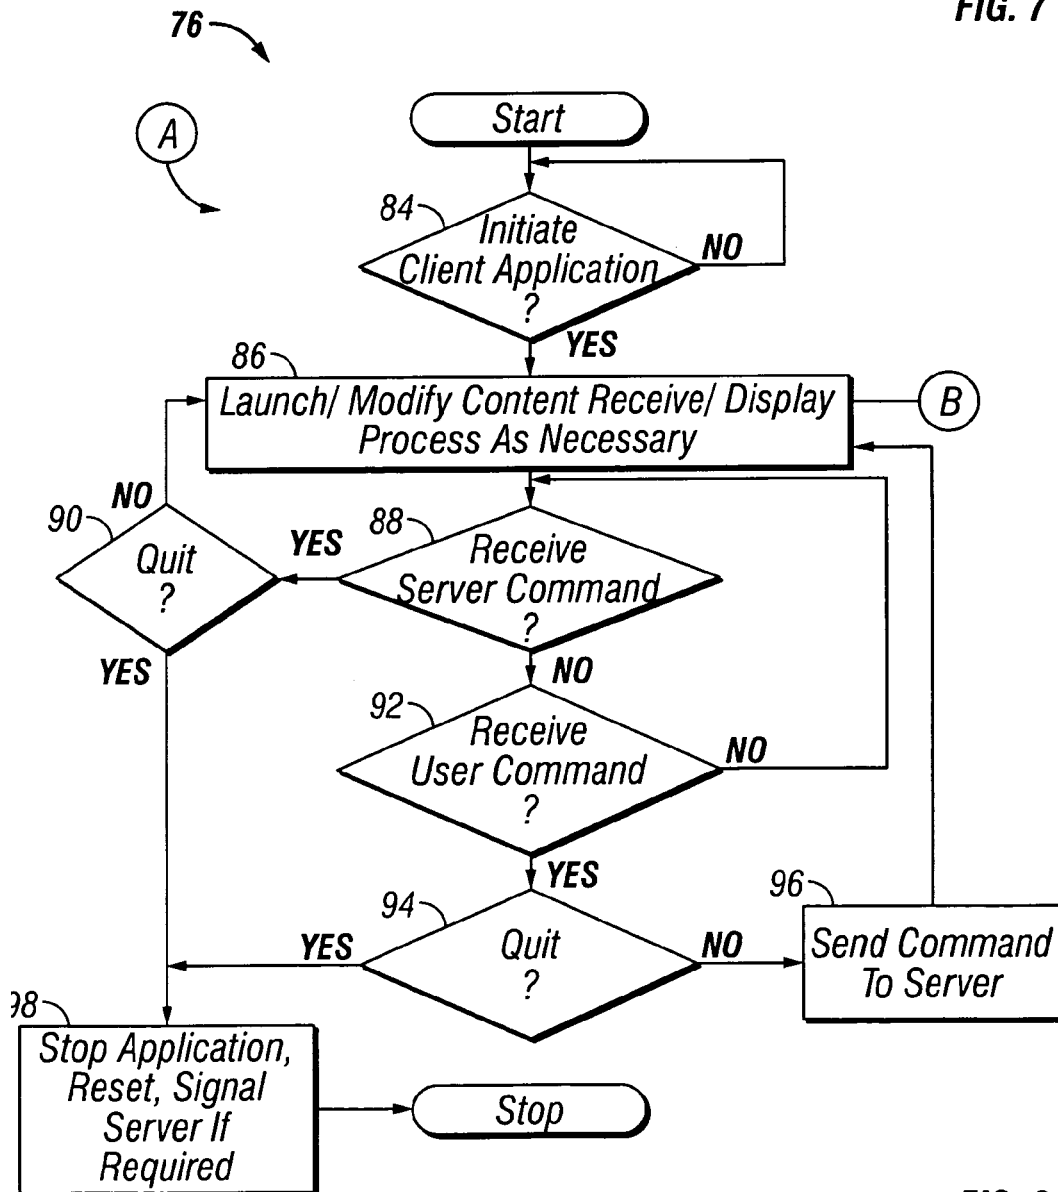 FIG. 7
76
A
Start
84
Initiate
Client Application
?
NO
YES
86
Launch/ Modify Content Receive/ Display
Process As Necessary
B
NO
90
Quit
?
YES
88
Receive
Server Command
?
YES
NO
92
Receive
User Command
?
NO
YES
94
Quit
?
YES
NO
96
Send Command
To Server
98
Stop Application,
Reset, Signal
Server If
Required
Stop